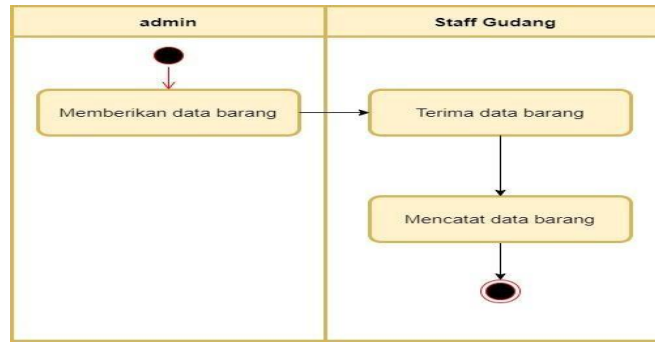 admin
Staff Gudang
Memberikan data barang
Terima data barang
Mencatat data barang